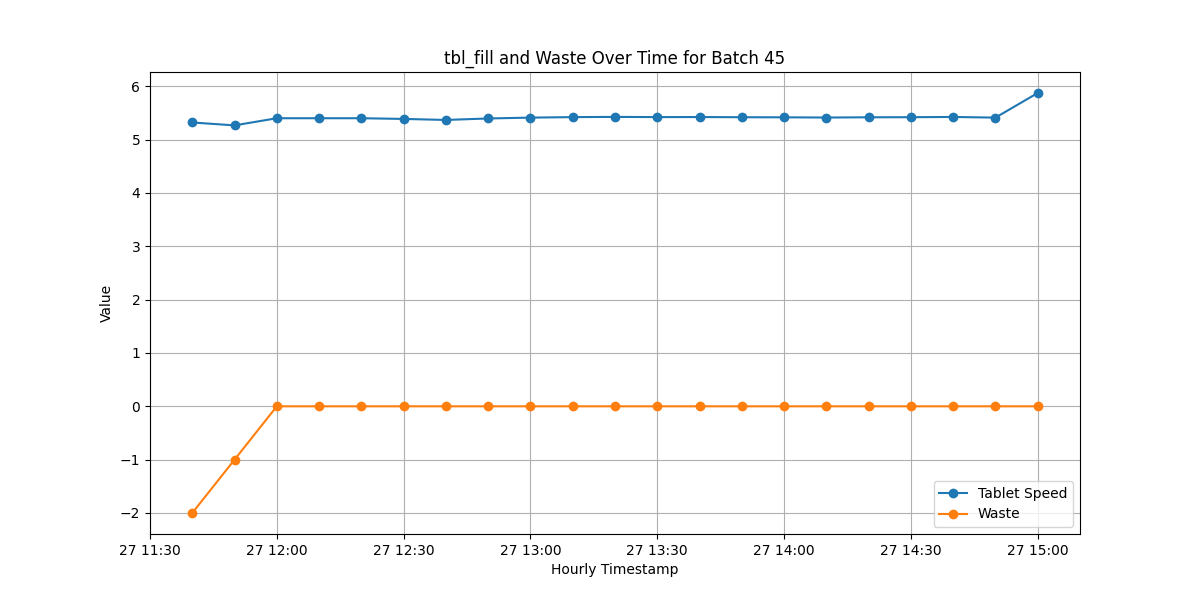 tbl_fill and Waste Over Time for Batch 45
6
5
4
3
2
1
0
−1
−2
Value
Tablet Speed
Waste
27 11:30 27 12:00 27 12:30 27 13:00 27 13:30 27 14:00 27 14:30 27 15:00
Hourly Timestamp